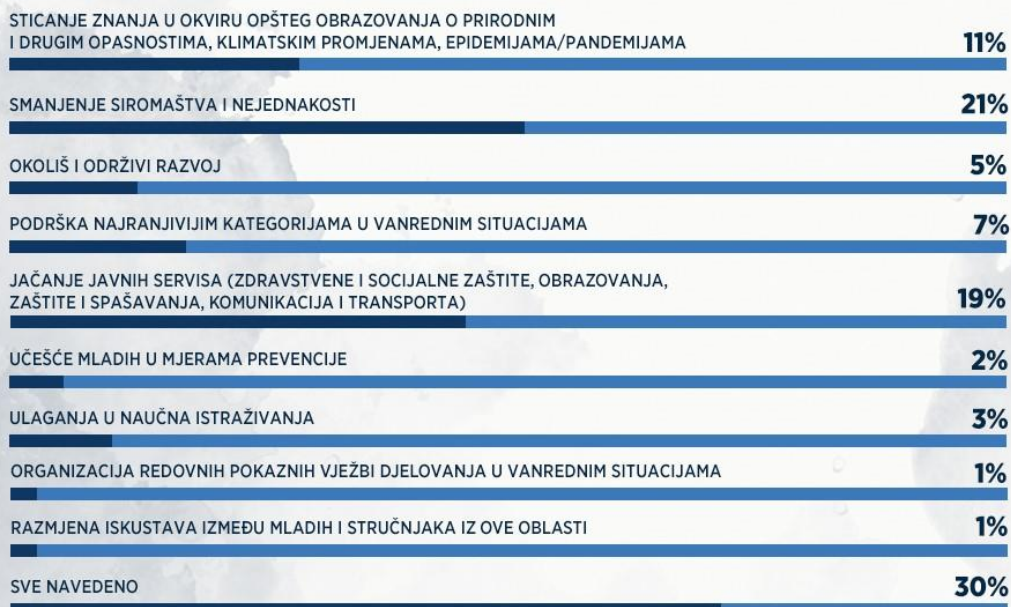 STICANJE ZNANJA U OKVIRU OPŠTEG OBRAZOVANJA O PRIRODNIM
I DRUGIM OPASNOSTIMA, KLIMATSKIM PROMJENAMA, EPIDEMIJAMA/PANDEMIJAMA
11%
SMANJENJE SIROMAŠTVA I NEJEDNAKOSTI
21%
OKOLIŠ I ODRŽIVI RAZVOJ
5%
PODRŠKA NAJRANJIVIJIM KATEGORIJAMA U VANREDNIM SITUACIJAMA
7%
JAČANJE JAVNIH SERVISA (ZDRAVSTVENE I SOCIJALNE ZAŠTITE, OBRAZOVANJA,
ZAŠTITE I SPAŠAVANJA, KOMUNIKACIJA I TRANSPORTA)
19%
UČEŠĆE MLADIH U MJERAMA PREVENCIJE
2%
ULAGANJA U NAUČNA ISTRAŽIVANJA
3%
ORGANIZACIJA REDOVNIH POKAZNIH VJEŽBI DJELOVANJA U VANREDNIM SITUACIJAMA
1%
RAZMJENA ISKUSTAVA IZMEĐU MLADIH I STRUČNJAKA IZ OVE OBLASTI
1%
SVE NAVEDENO
30%